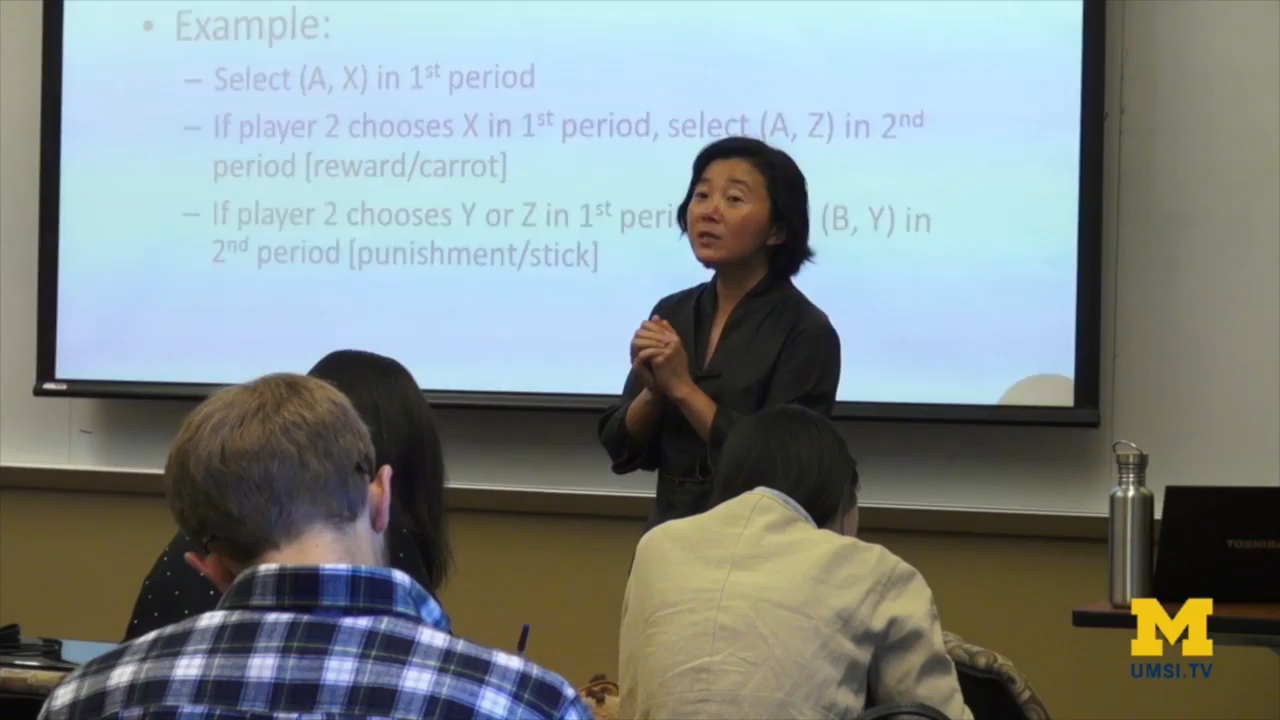 • Example:
– Select (A, X) in 1st period
– If player 2 chooses X in 1st period, select (A, Z) in 2nd
period [reward/carrot]
– If player 2 chooses Y or Z in 1st (B, Y) in
2nd period [punishment/stick]
TOSHIBA
M
UMSI.TV